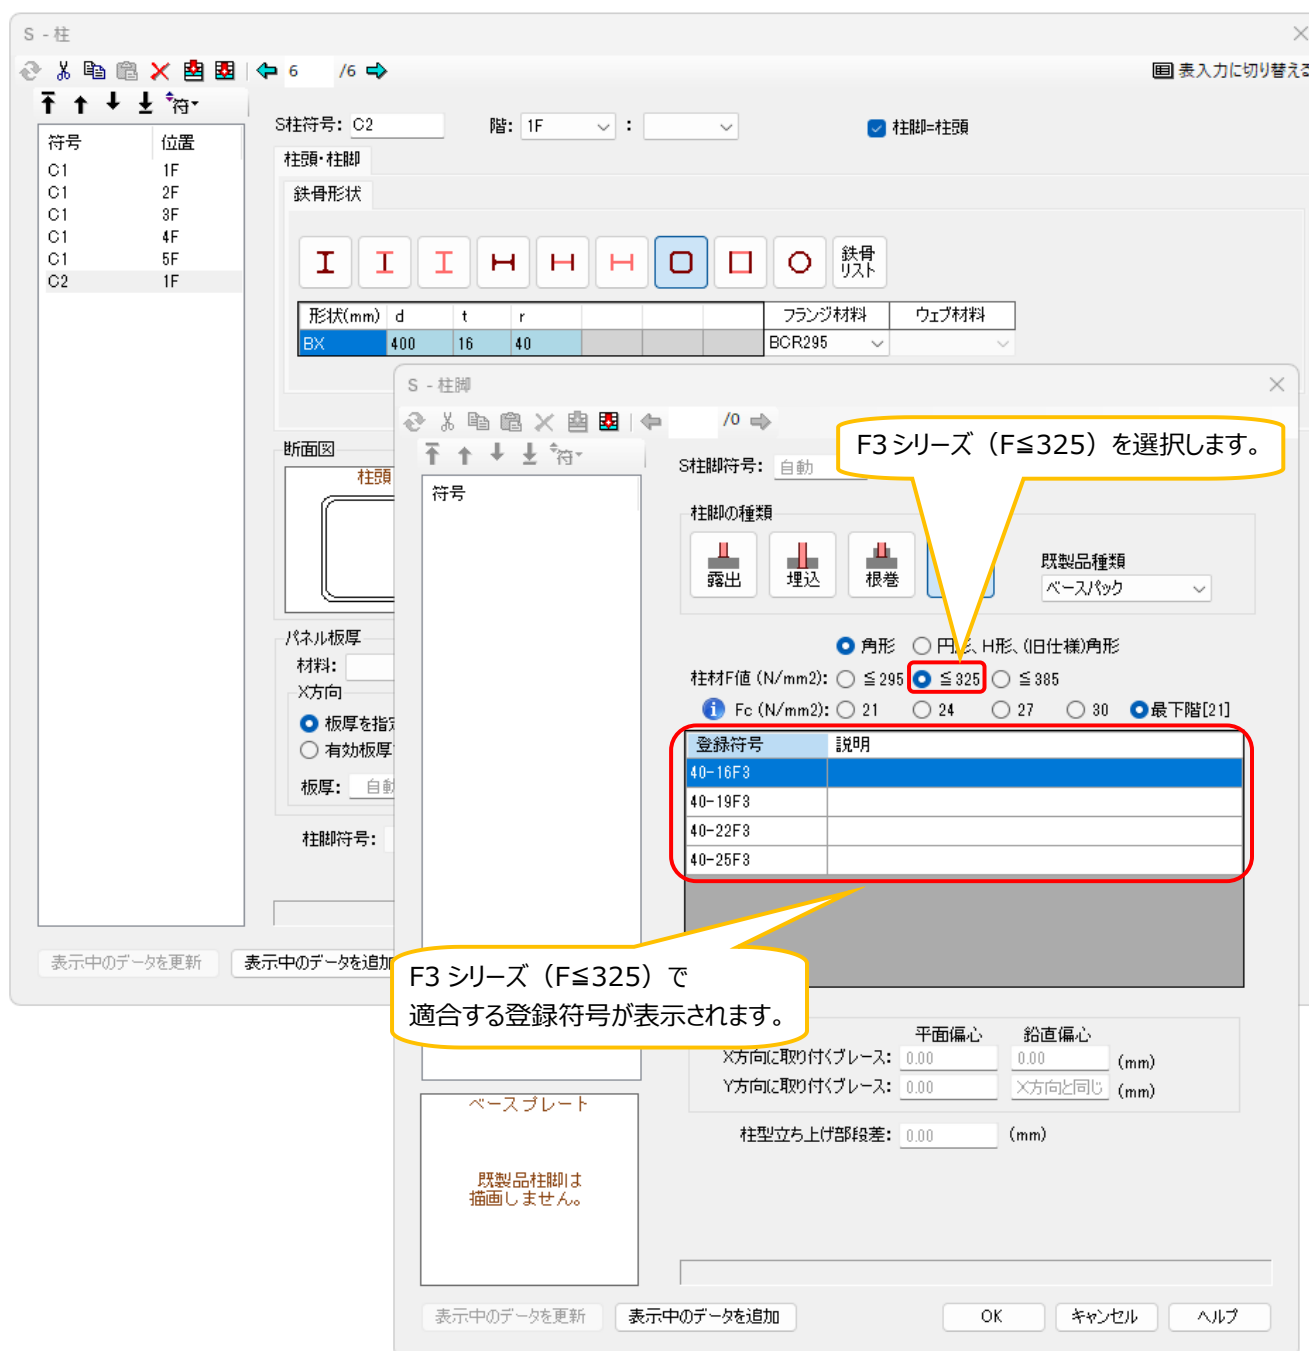 S - 柱
6 /6
表入力に切り替える
符
符号 位置
C1 1F
C1 2F
C1 3F
C1 4F
C1 5F
C2 1F
S柱符号: C2 階: 1F :
柱脚=柱頭
柱頭・柱脚
鉄骨形状
鉄骨
リスト
形状(mm) d t r フランジ材料 ウェブ材料
BX 400 16 40 BCR295
断面図
柱頭
パネル板厚
材料:
X方向
板厚を指定
有効板厚
板厚: 自動
柱脚符号:
表示中のデータを更新 表示中のデータを追加
S - 柱脚
/0
符
符号
F3 シリーズ（F≦325）を選択します。
S柱脚符号: 自動
柱脚の種類
露出 埋込 根巻
既製品種類
ベースパック
角形 円形、H形、(旧仕様)角形
柱材F値 (N/mm2): ≦295 ≦325 ≦385
Fc (N/mm2): 21 24 27 30 最下階[21]
登録符号 説明
40-16F3
40-19F3
40-22F3
40-25F3
F3 シリーズ（F≦325）で
適合する登録符号が表示されます。
平面偏心 鉛直偏心
X方向に取り付くブレース: 0.00 0.00 (mm)
Y方向に取り付くブレース: 0.00 X方向と同じ (mm)
柱型立ち上げ部段差: 0.00 (mm)
ベースプレート
既製品柱脚は
描画しません。
表示中のデータを更新 表示中のデータを追加
OK キャンセル ヘルプ